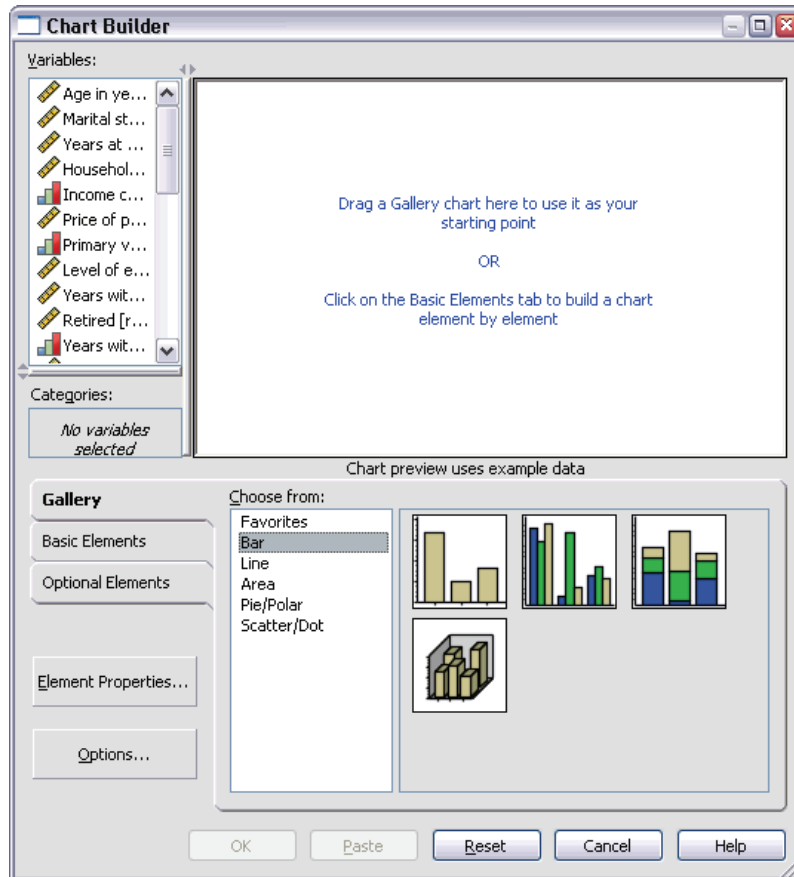 Chart Builder
Variables:
Age in ye...
Marital st...
Years at ...
Househol...
Income c...
Price of p...
Primary v...
Level of e...
Years wit...
Retired [r...
Years wit...
Drag a Gallery chart here to use it as your
starting point
OR
Click on the Basic Elements tab to build a chart
element by element
Categories:
No variables
selected
Chart preview uses example data
Gallery
Basic Elements
Optional Elements
Choose from:
Favorites
Bar
Line
Area
Pie/Polar
Scatter/Dot
Element Properties...
Options...
OK
Paste
Reset
Cancel
Help